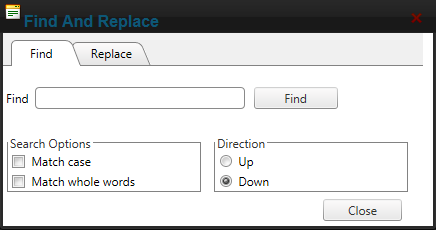 Find And Replace
Find Replace
Find Find
Search Options Direction
Match case Up
Match whole words Down
Close